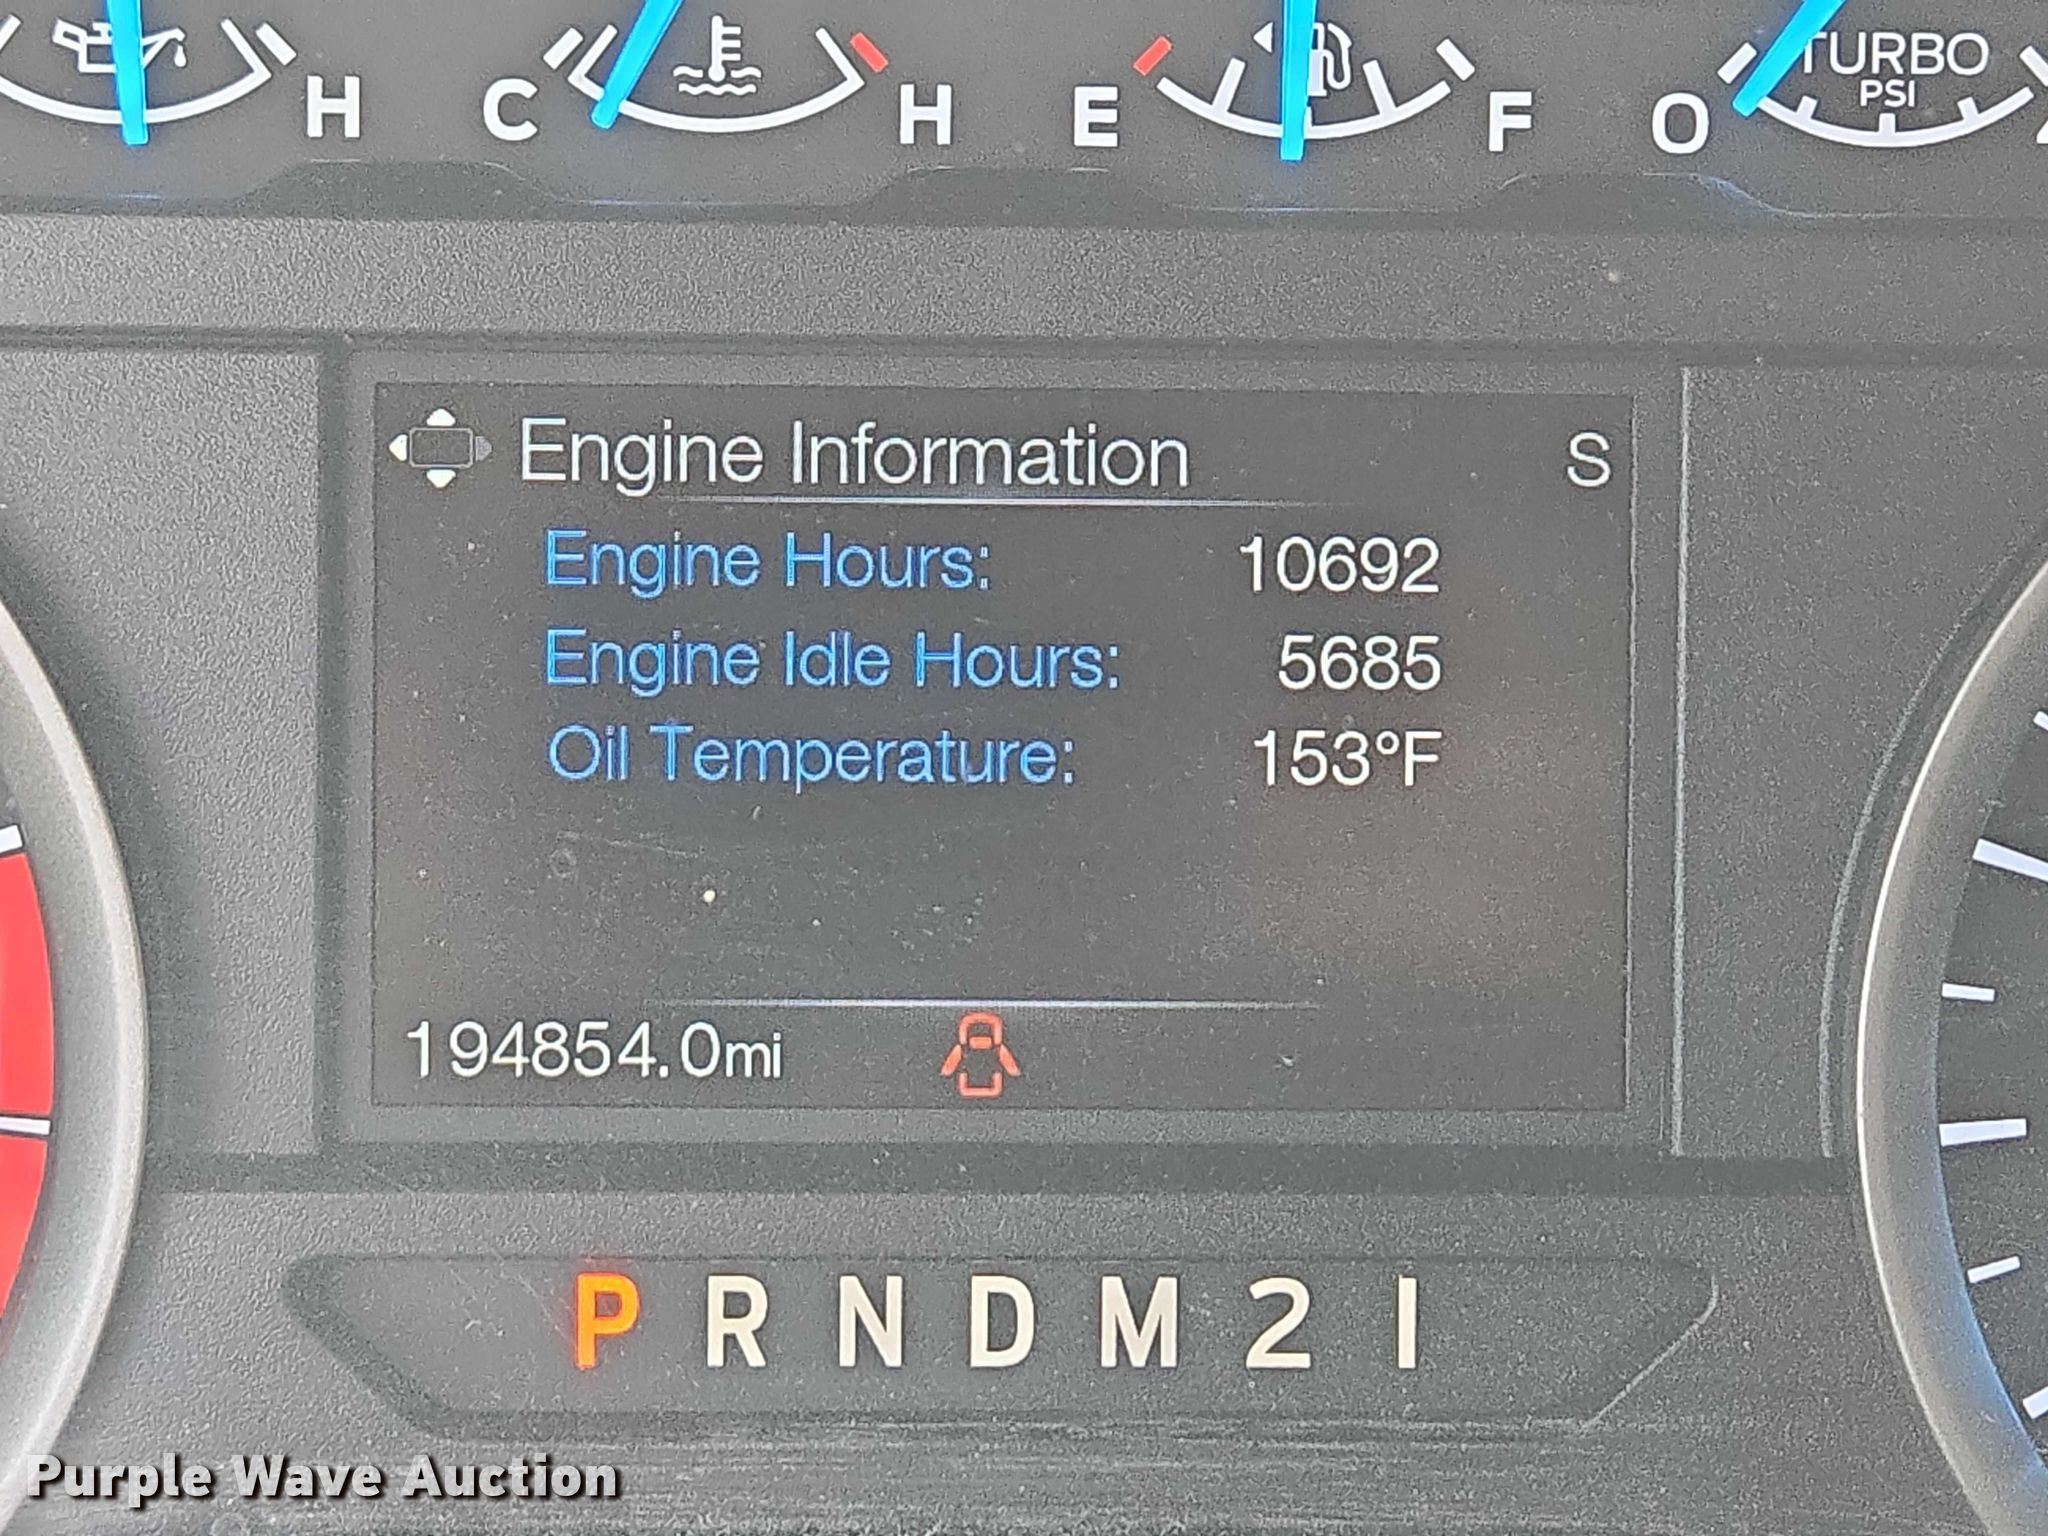 H C H E F O TURBO
PSI
Engine Information S
Engine Hours: 10692
Engine Idle Hours: 5685
Oil Temperature: 153°F
194854.0mi
P R N D M 2 1
Purple Wave Auction